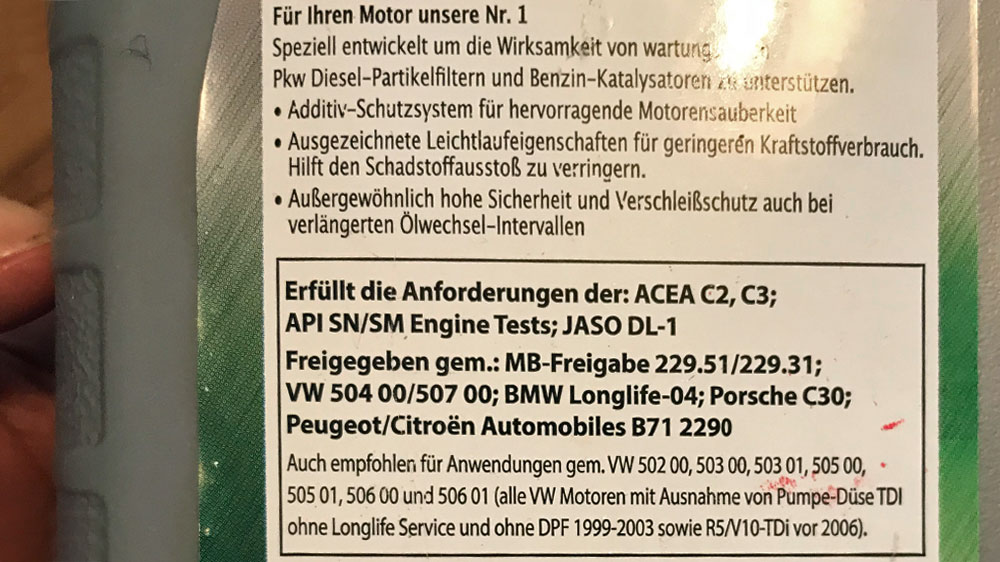 Für Ihren Motor unsere Nr. 1
Speziell entwickelt um die Wirksamkeit von
Pkw Diesel-Partikelfiltern und Benzin-Katalysatoren zu unterstützen.
• Additiv-Schutzsystem für hervorragende Motorensauberkeit
• Ausgezeichnete Leichtlaufeigenschaften für geringeren Kraftstoffverbrauch.
Hilft den Schadstoffausstoß zu verringern.
• Außergewöhnlich hohe Sicherheit und Verschleißschutz auch bei
verlängerten Ölwechsel-Intervallen
Erfüllt die Anforderungen der: ACEA C2, C3;
API SN/SM Engine Tests; JASO DL-1
Freigegeben gem.: MB-Freigabe 229.51/229.31;
VW 504 00/507 00; BMW Longlife-04; Porsche C30;
Peugeot/Citroën Automobiles B71 2290
Auch empfohlen für Anwendungen gem. VW 502 00, 503 00, 503 01, 505 00,
505 01, 506 00 und 506 01 (alle VW Motoren mit Ausnahme von Pumpe-Düse TDI
ohne Longlife Service und ohne DPF 1999-2003 sowie R5/V10-TDi vor 2006).